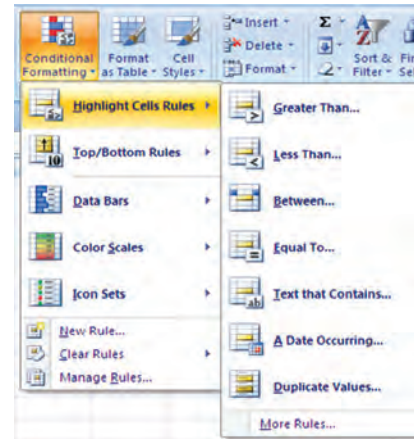 Conditional Formatting
Format as Table
Cell Styles
Insert
Delete
Format
Σ
Sort & Filter
Highlight Cells Rules
Top/Bottom Rules
Data Bars
Color Scales
Icon Sets
New Rule...
Clear Rules
Manage Rules...
Greater Than...
Less Than...
Between...
Equal To...
Text that Contains...
A Date Occurring...
Duplicate Values...
More Rules...